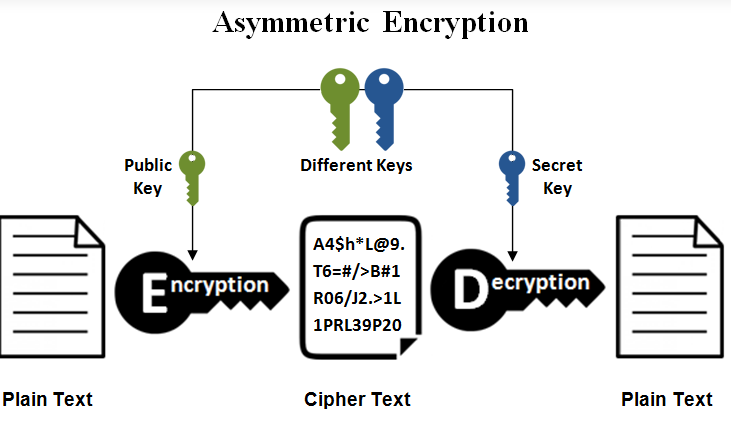 Asymmetric Encryption
Public
Key
Different Keys
Secret
Key
A4$h*L@9.
T6=#/>B#1
R06/J2.>1L
1PRL39P20
Encryption
Decryption
Plain Text
Cipher Text
Plain Text